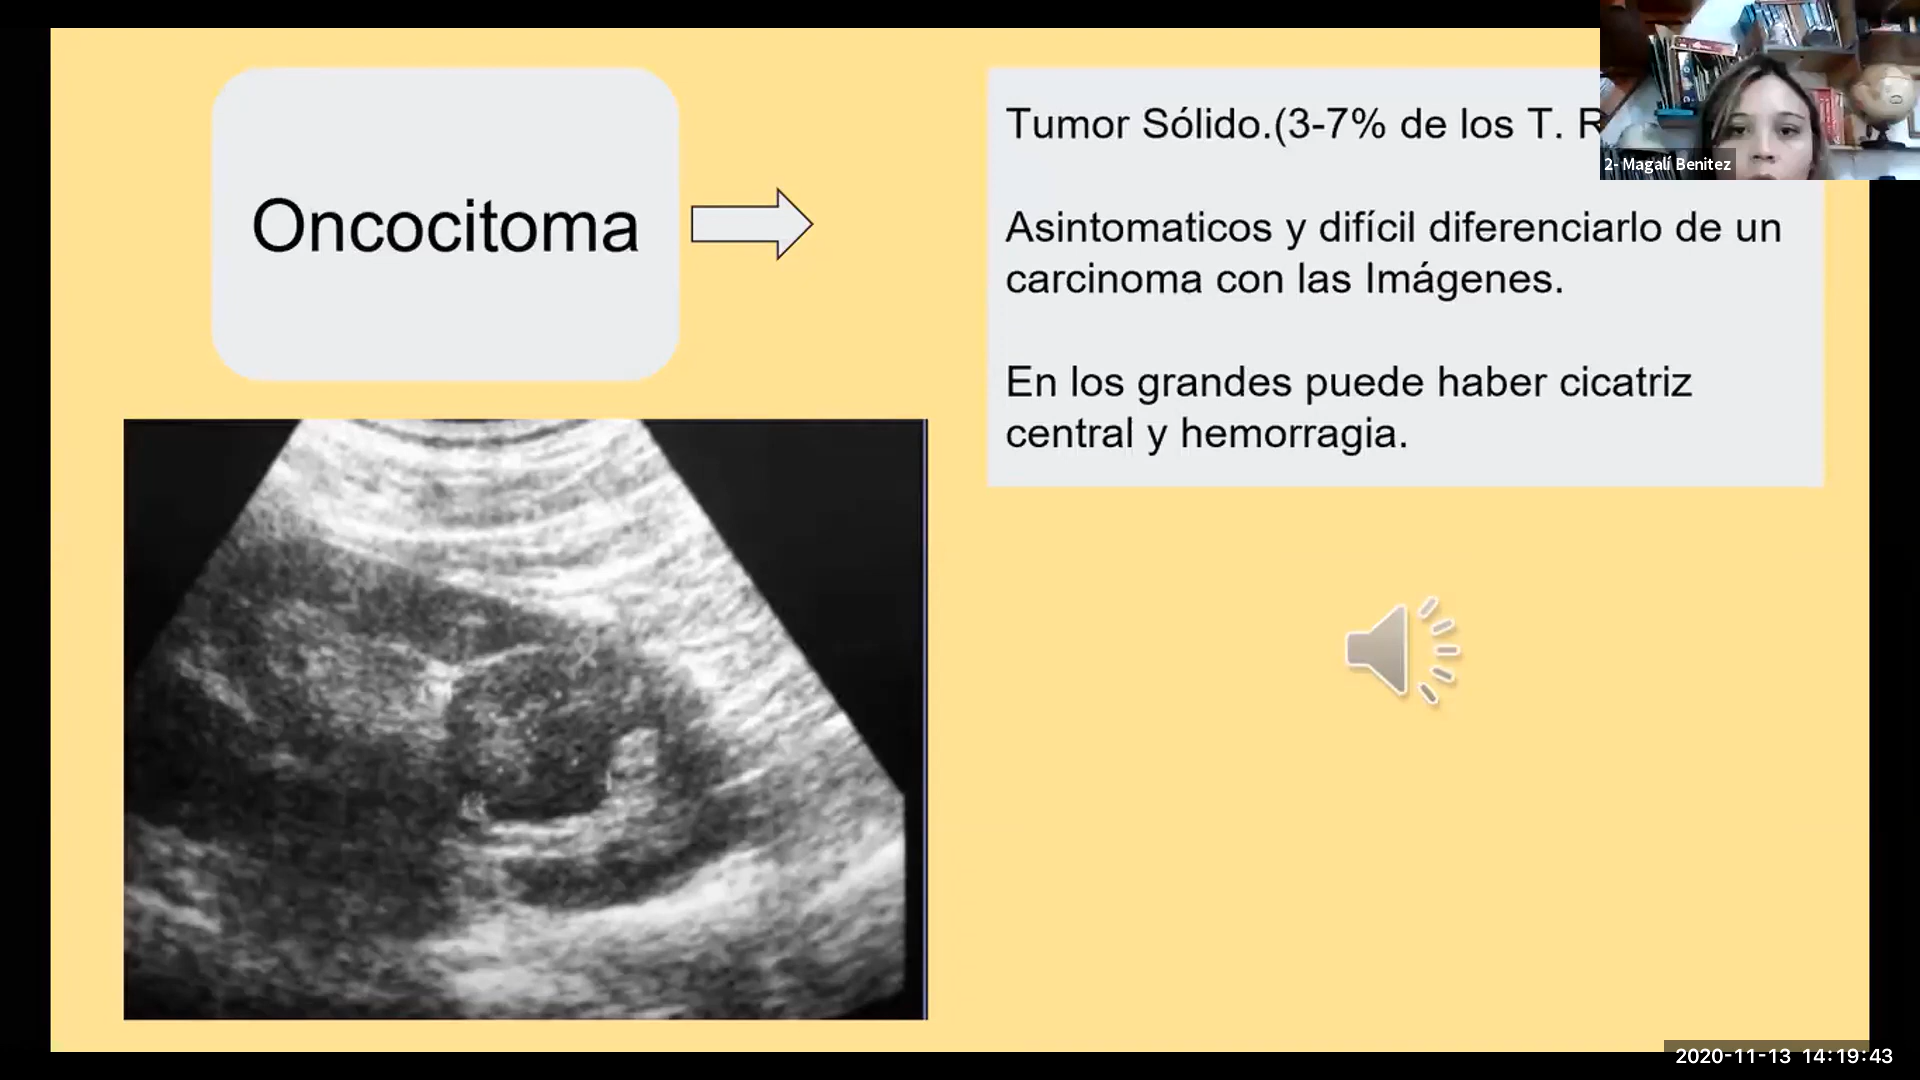 Oncocitoma
Tumor Sólido.(3-7% de los T. R
Asintomaticos y difícil diferenciarlo de un
carcinoma con las Imágenes.
En los grandes puede haber cicatriz
central y hemorragia.
2- Magalí Benitez
2020-11-13 14:19:43